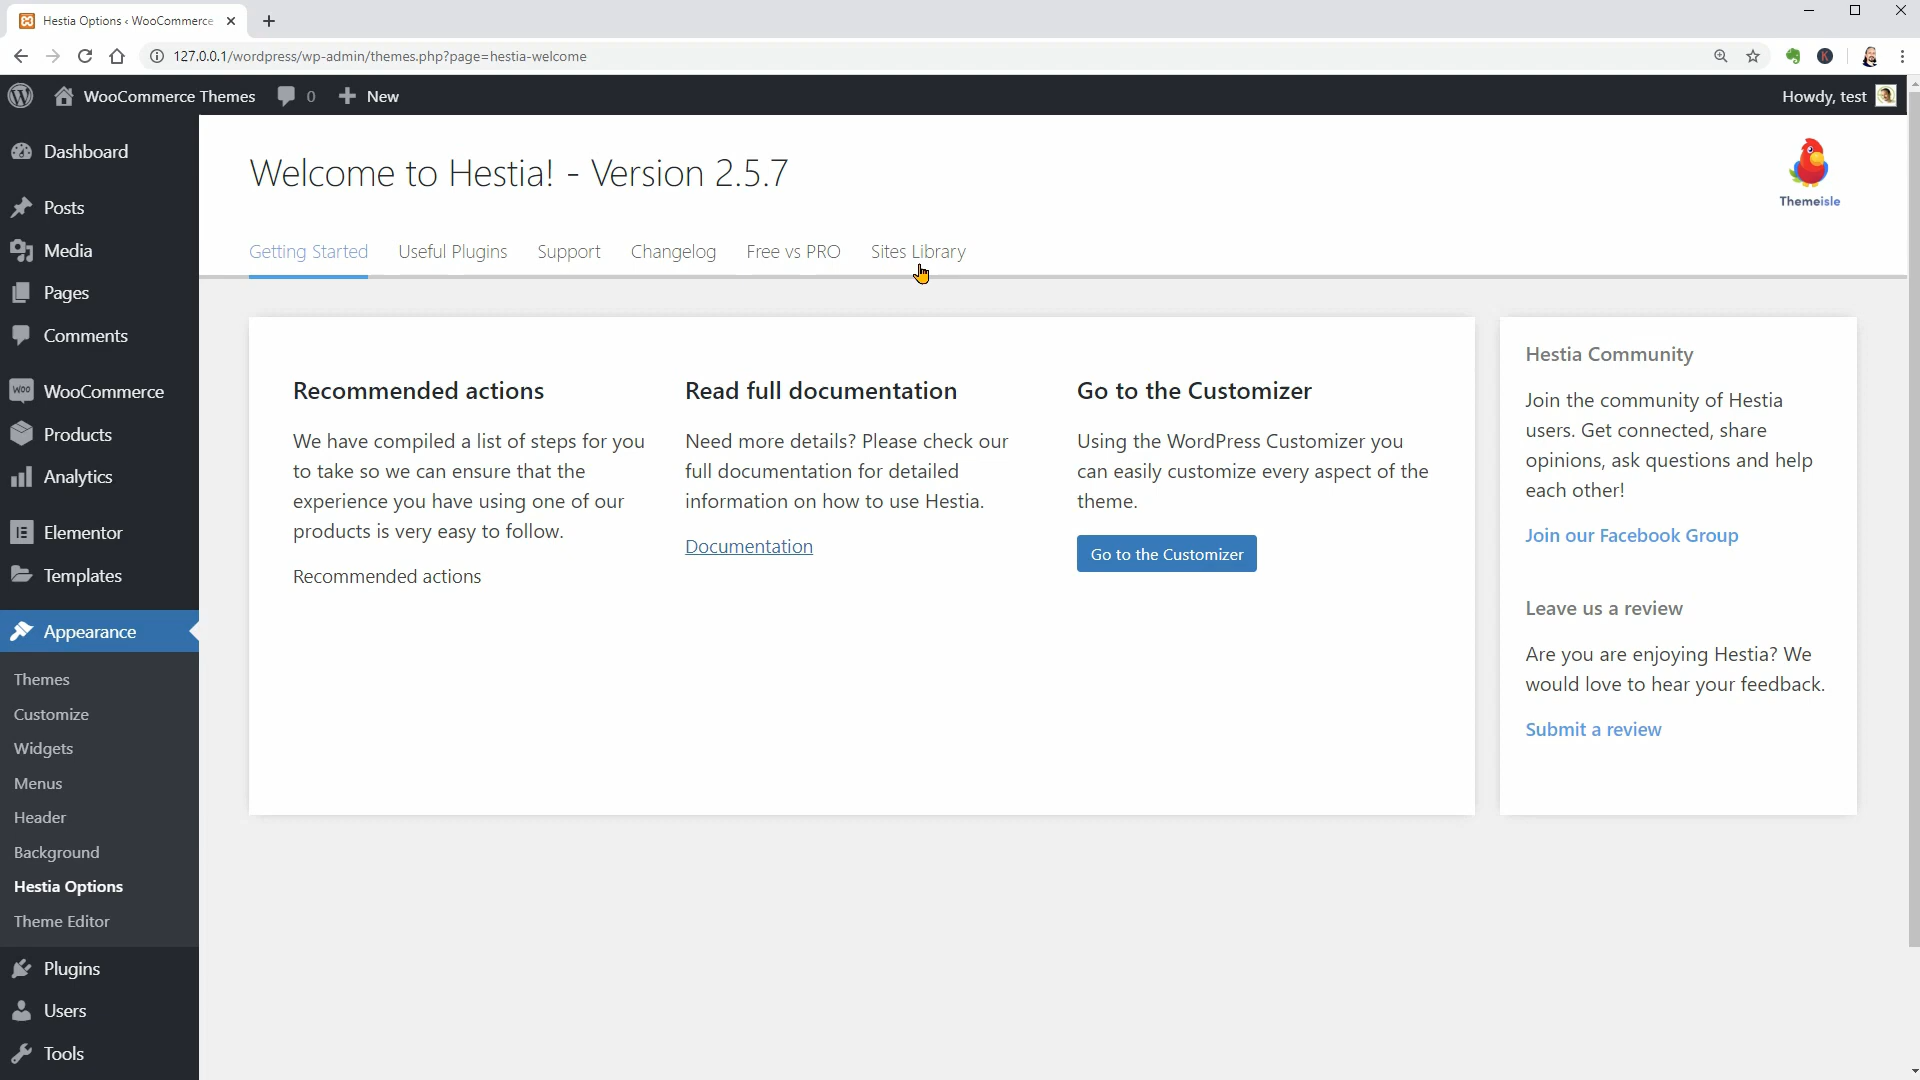 Hestia Options ‹ WooCommerce
127.0.0.1/wordpress/wp-admin/themes.php?page=hestia-welcome
K
WooCommerce Themes
0
New
Howdy, test
Dashboard
Posts
Media
Pages
Comments
WOO
WooCommerce
Products
Analytics
Elementor
Templates
Appearance
Themes
Customize
Widgets
Menus
Header
Background
Hestia Options
Theme Editor
Plugins
Users
Tools
Welcome to Hestia! - Version 2.5.7
Themeisle
Getting Started
Useful Plugins
Support
Changelog
Free vs PRO
Sites Library
Recommended actions
We have compiled a list of steps for you
to take so we can ensure that the
experience you have using one of our
products is very easy to follow.
Recommended actions
Read full documentation
Need more details? Please check our
full documentation for detailed
information on how to use Hestia.
Documentation
Go to the Customizer
Using the WordPress Customizer you
can easily customize every aspect of the
theme.
Go to the Customizer
Hestia Community
Join the community of Hestia
users. Get connected, share
opinions, ask questions and help
each other!
Join our Facebook Group
Leave us a review
Are you are enjoying Hestia? We
would love to hear your feedback.
Submit a review